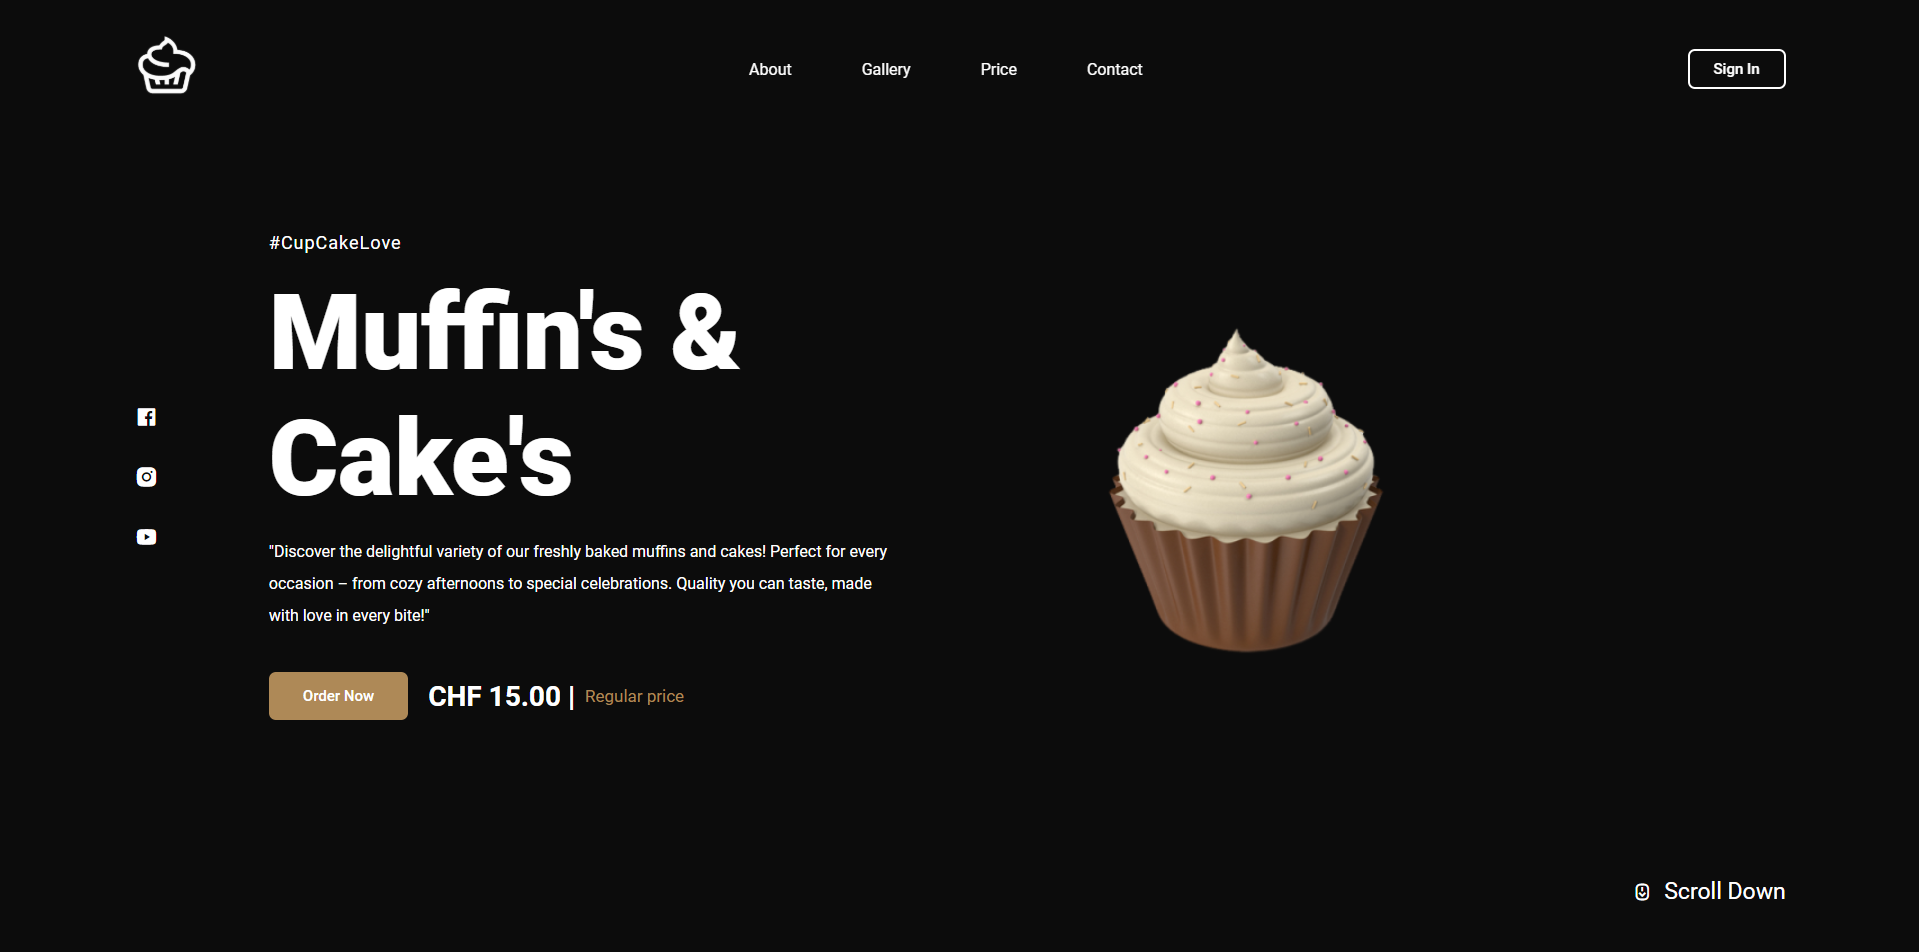 About Gallery Price Contact Sign In
#CupCakeLove
Muffin's &
Cake's
"Discover the delightful variety of our freshly baked muffins and cakes! Perfect for every
occasion – from cozy afternoons to special celebrations. Quality you can taste, made
with love in every bite!"
Order Now CHF 15.00 | Regular price
Scroll Down